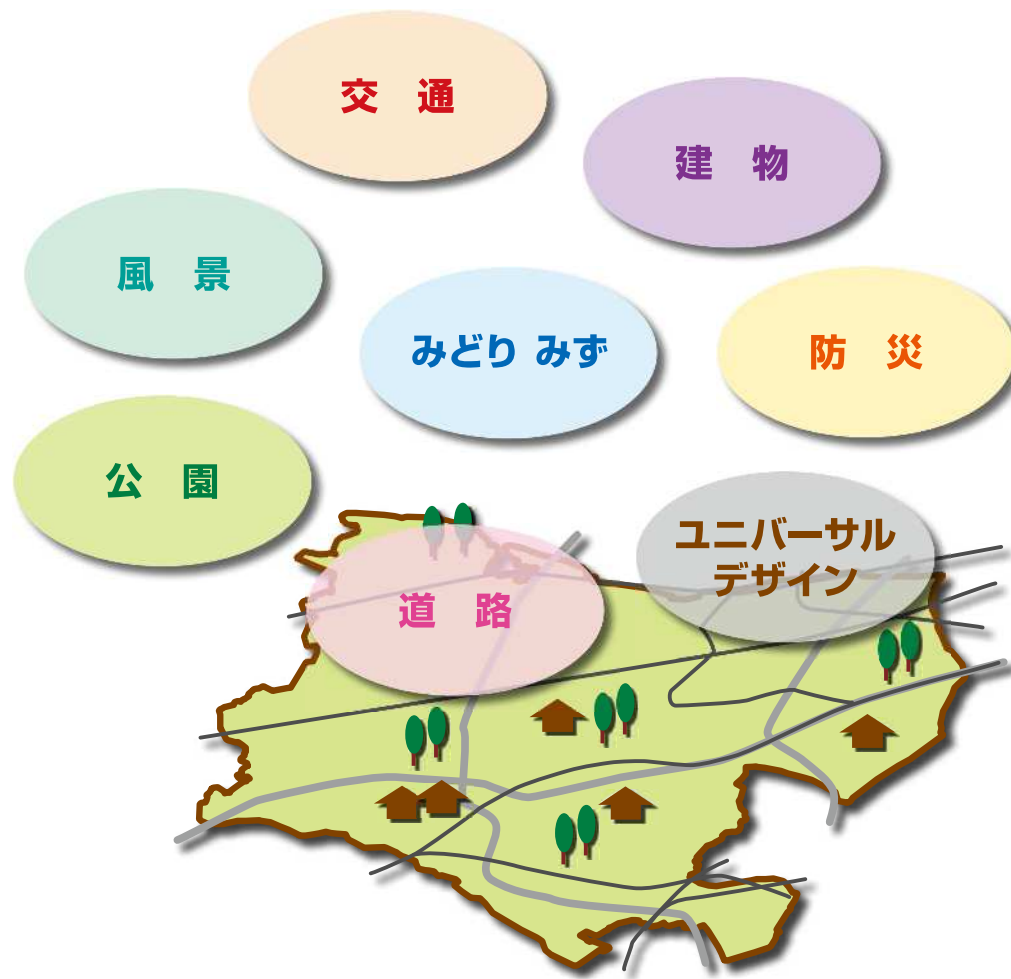 交　通
建　物
風　景
みどり みず
防　災
公　園
ユニバーサル
デザイン
道　路